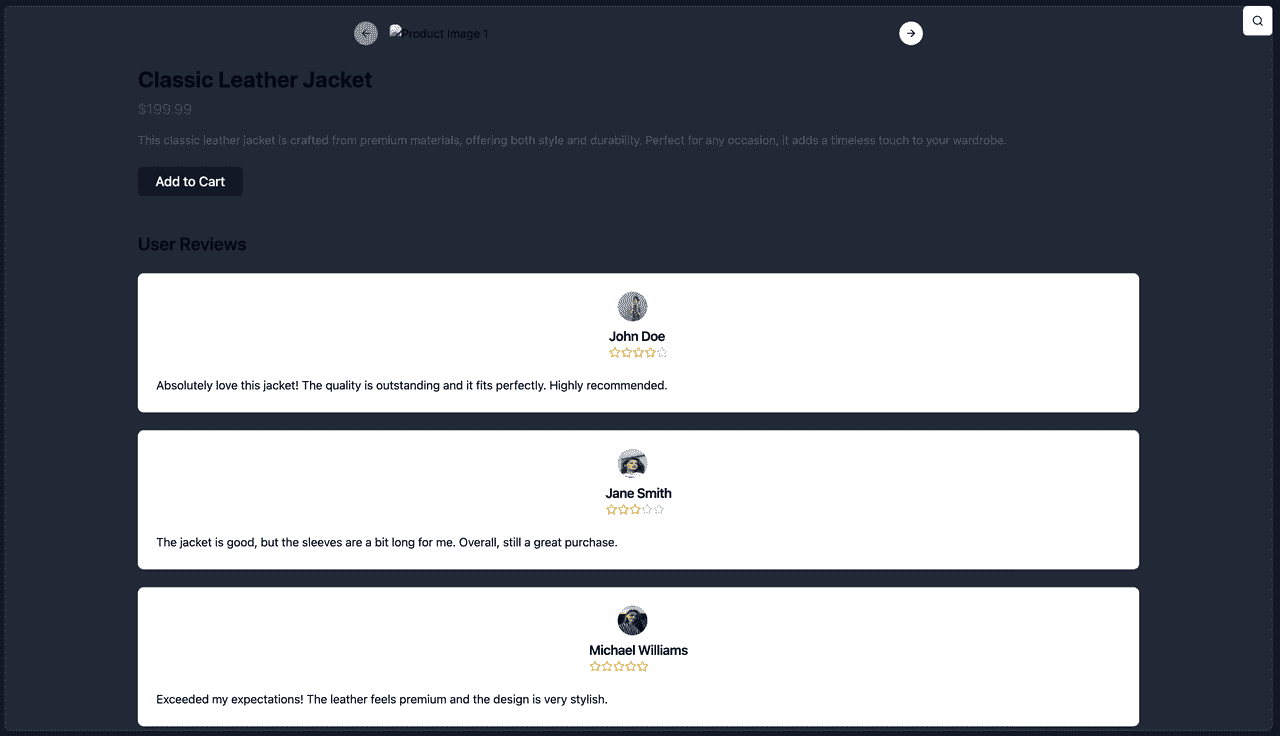 Product Image 1
Classic Leather Jacket
$199.99
This classic leather jacket is crafted from premium materials, offering both style and durability. Perfect for any occasion, it adds a timeless touch to your wardrobe.
Add to Cart
User Reviews
John Doe
Absolutely love this jacket! The quality is outstanding and it fits perfectly. Highly recommended.
Jane Smith
The jacket is good, but the sleeves are a bit long for me. Overall, still a great purchase.
Michael Williams
Exceeded my expectations! The leather feels premium and the design is very stylish.